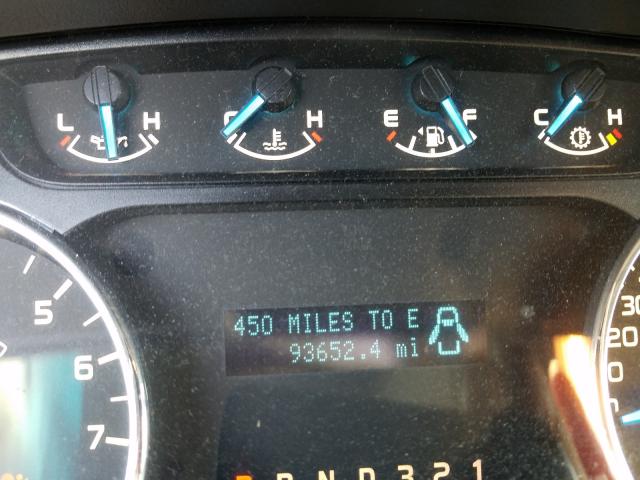 L H C H E F C H
450 MILES TO E
93652.4 mi
5
6
7
30
20
P R N D 3 2 1